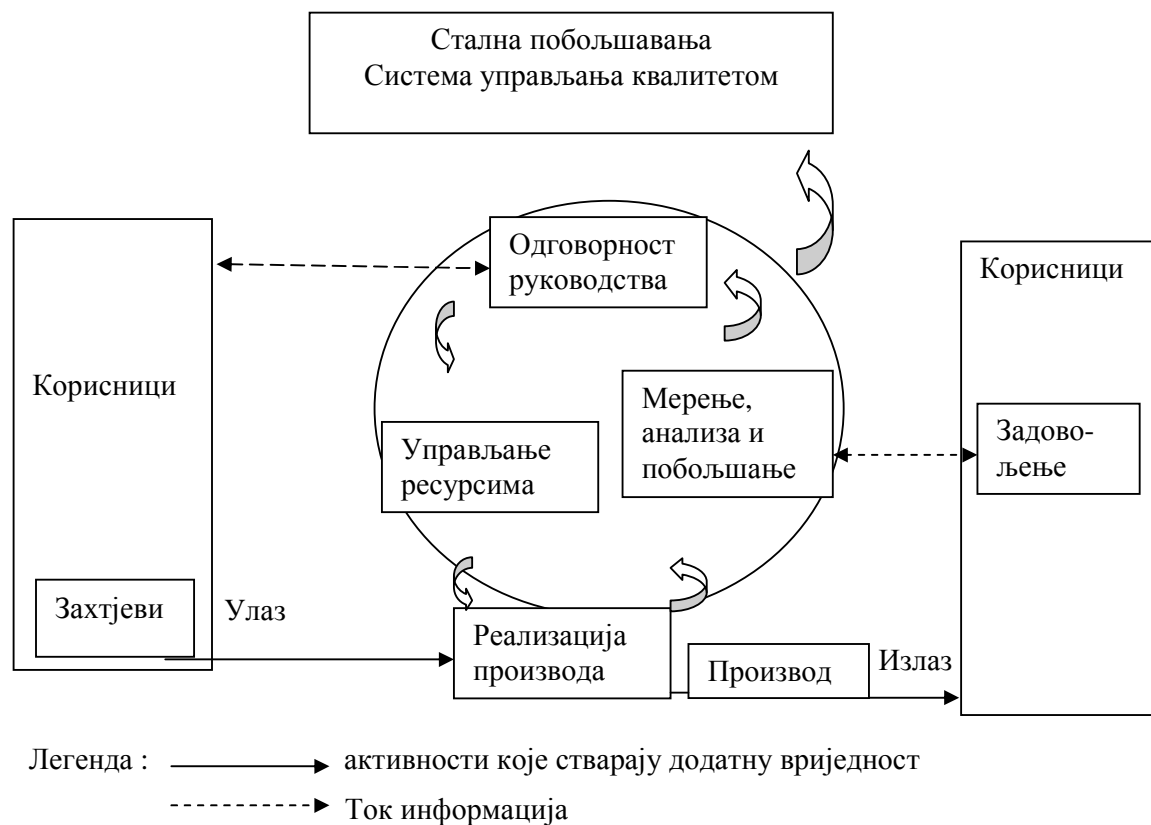 Стална побољшавања
Система управљања квалитетом
Одговорност
руководства
Корисници
Корисници
Мерење,
анализа и
побољшање
Задово-
љење
Управљање
ресурсима
Захтјеви
Улаз
Реализација
производа
Производ
Излаз
Легенда :
активности које стварају додатну вриједност
Ток информација